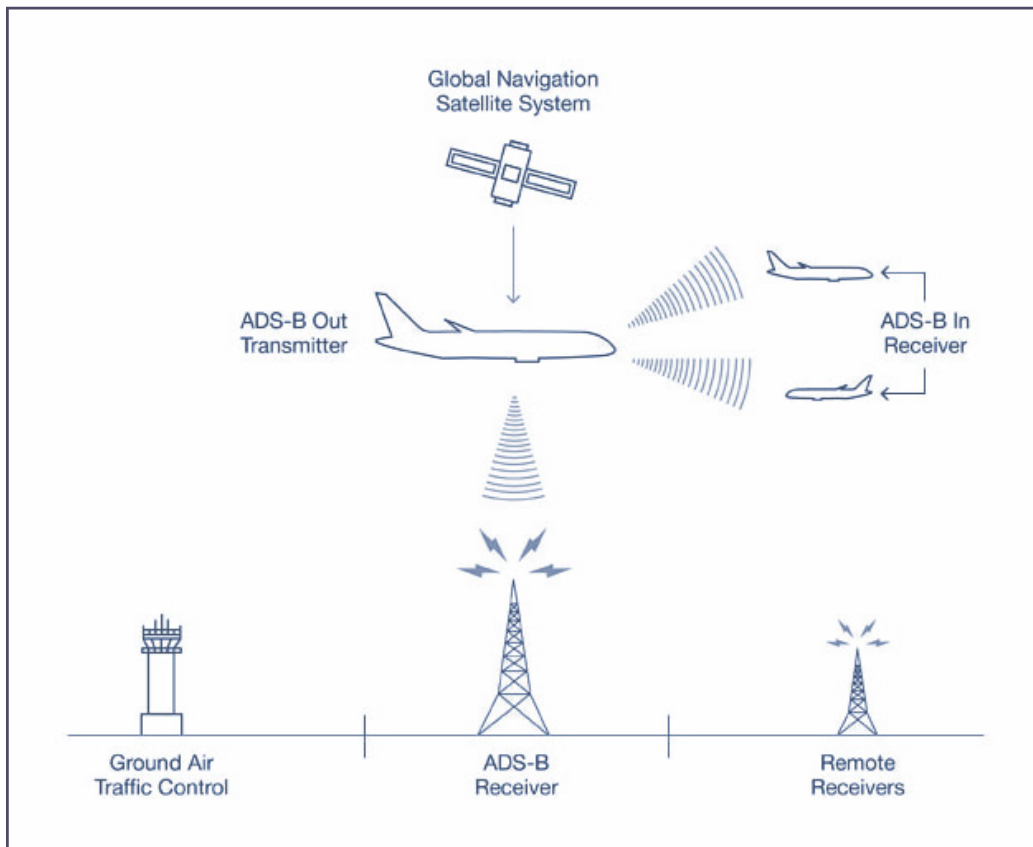 Global Navigation
Satellite System
ADS-B Out
Transmitter
ADS-B In
Receiver
Ground Air
Traffic Control
ADS-B
Receiver
Remote
Receivers